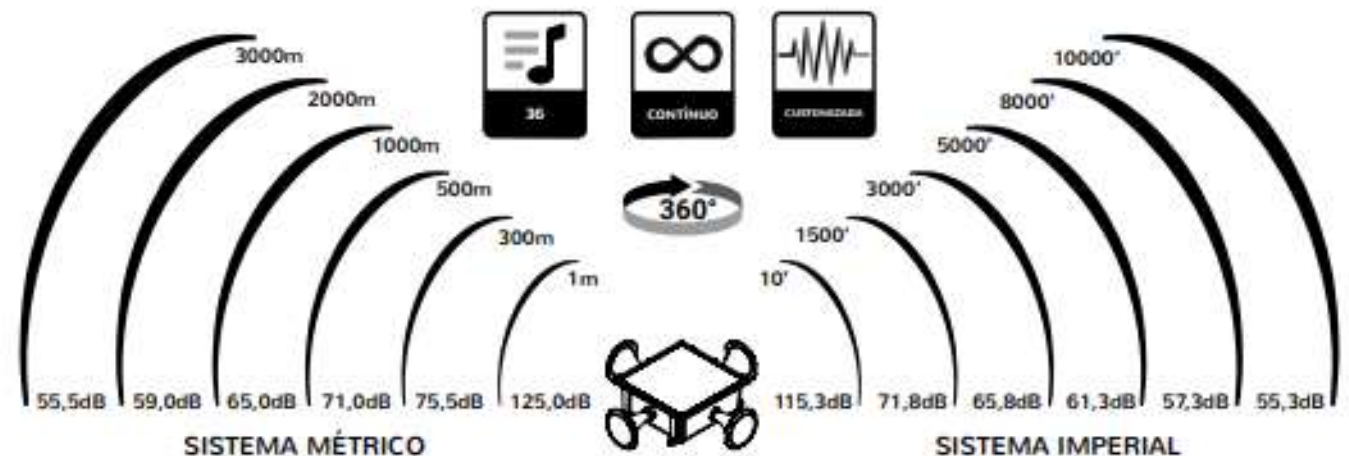 3000m
2000m
1000m
500m
300m
1m
36
CONTÍNUO
CUSTOMIZADA
360°
10000'
8000'
5000'
3000'
1500'
10'
55,5dB 59,0dB 65,0dB 71,0dB 75,5dB 125,0dB
115,3dB 71,8dB 65,8dB 61,3dB 57,3dB 55,3dB
SISTEMA MÉTRICO
SISTEMA IMPERIAL